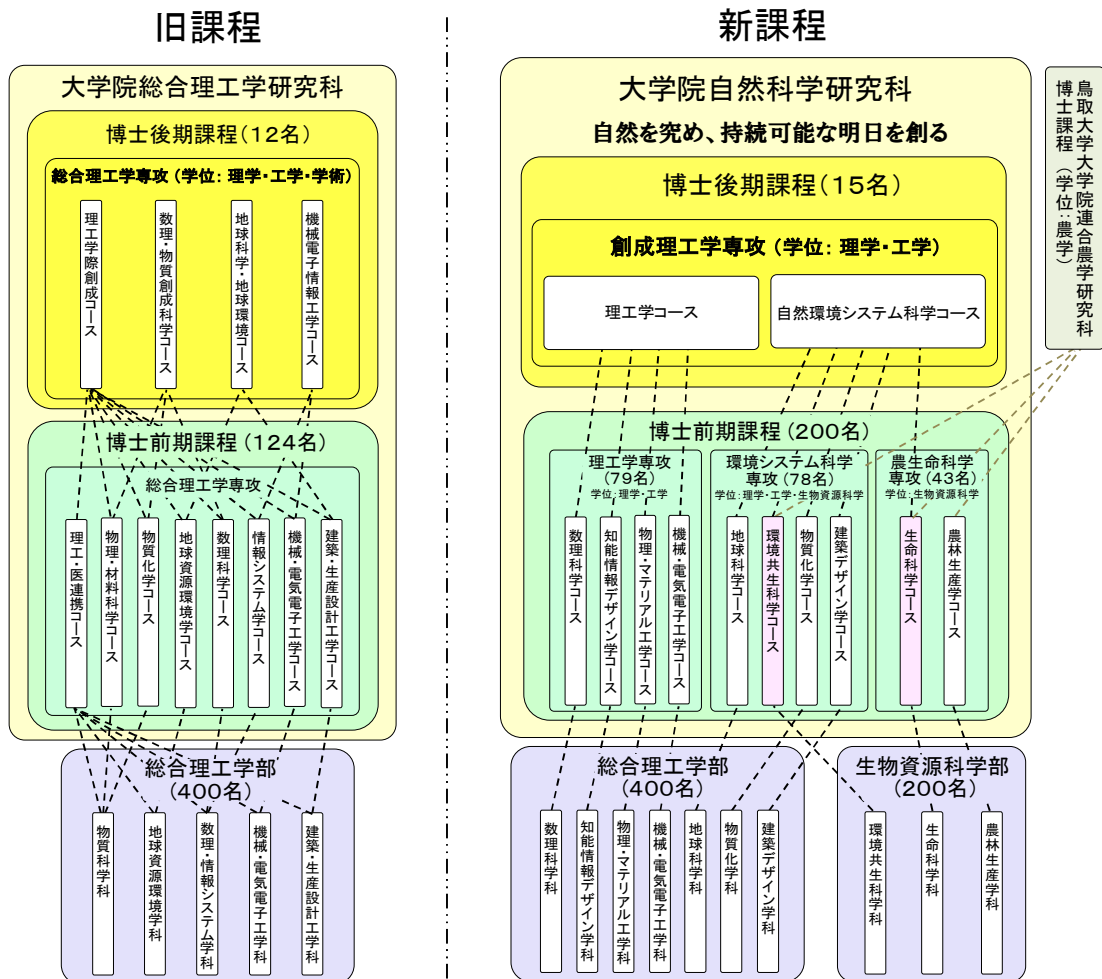 旧課程
大学院総合理工学研究科
博士後期課程(12名)
総合理工学専攻(学位：理学・工学・学術)
理工学際創成コース
数理・物質創成科学コース
地球科学・地球環境コース
機械電子情報工学コース
博士前期課程(124名)
総合理工学専攻
理工・医連携コース
物理・材料科学コース
物質化学コース
地球資源環境学コース
数理科学コース
情報システム学コース
機械・電気電子工学コース
建築・生産設計工学コース
総合理工学部
(400名)
物質科学科
地球資源環境学科
数理・情報システム学科
機械・電気電子工学科
建築・生産設計工学科
新課程
大学院自然科学研究科
自然を究め、持続可能な明日を創る
博士後期課程(15名)
創成理工学専攻(学位：理学・工学)
理工学コース
自然環境システム科学コース
博士前期課程(200名)
理工学専攻
(79名)
学位：理学・工学
数理科学コース
知能情報デザイン学コース
物理・マテリアル工学コース
機械・電気電子工学コース
環境システム科学
専攻(78名)
学位：理学・工学・生物資源科学
地球科学コース
環境共生科学コース
物質化学コース
建築デザイン学コース
農生命科学
専攻(43名)
学位：生物資源科学
生命科学コース
農林生産学コース
総合理工学部
(400名)
数理科学科
知能情報デザイン学科
物理・マテリアル工学科
機械・電気電子工学科
地球科学科
物質化学科
建築デザイン学科
生物資源科学部
(200名)
環境共生科学科
生命科学科
農林生産学科
鳥取大学大学院連合農学研究科
博士課程（学位：農学）